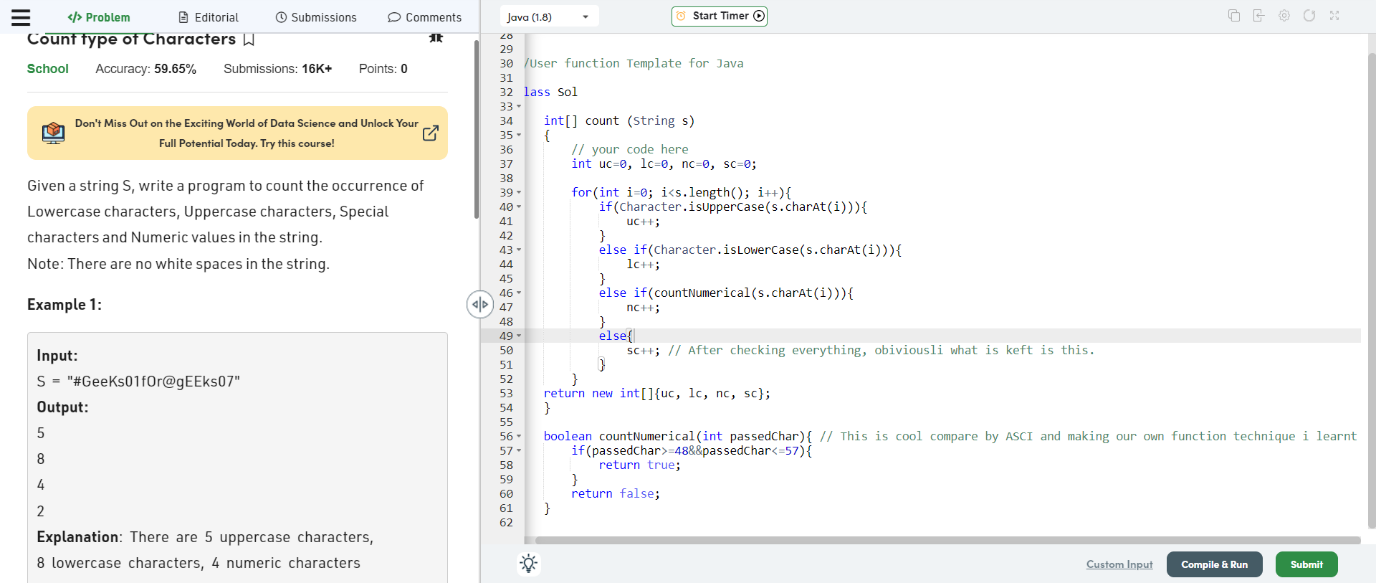 Problem
Editorial
Submissions
Comments
Count type of Characters
School Accuracy: 59.65% Submissions: 16K+ Points: 0
Don't Miss Out on the Exciting World of Data Science and Unlock Your
Full Potential Today. Try this course!
Given a string S, write a program to count the occurrence of
Lowercase characters, Uppercase characters, Special
characters and Numeric values in the string.
Note: There are no white spaces in the string.
Example 1:
Input:
S = "#GeeKs01fOr@gEEks07"
Output:
5
8
4
2
Explanation: There are 5 uppercase characters,
8 lowercase characters, 4 numeric characters
Java (1.8)
Start Timer
28
29
30 /User function Template for Java
31
32 lass Sol
33
34 int[] count (String s)
35 {
36 // your code here
37 int uc=0, lc=0, nc=0, sc=0;
38
39 for(int i=0; i<s.length(); i++){
40 if(Character.isUpperCase(s.charAt(i))){
41 uc++;
42 }
43 else if(Character.isLowerCase(s.charAt(i))){
44 lc++;
45 }
46 else if(countNumerical(s.charAt(i))){
47 nc++;
48 }
49 else{
50 sc++; // After checking everything, obiviousli what is keft is this.
51 }
52 }
53 return new int[]{uc, lc, nc, sc};
54 }
55
56 boolean countNumerical(int passedChar){ // This is cool compare by ASCI and making our own function technique i learnt
57 if(passedChar>=48&&passedChar<=57){
58 return true;
59 }
60 return false;
61 }
62
Custom Input
Compile & Run
Submit